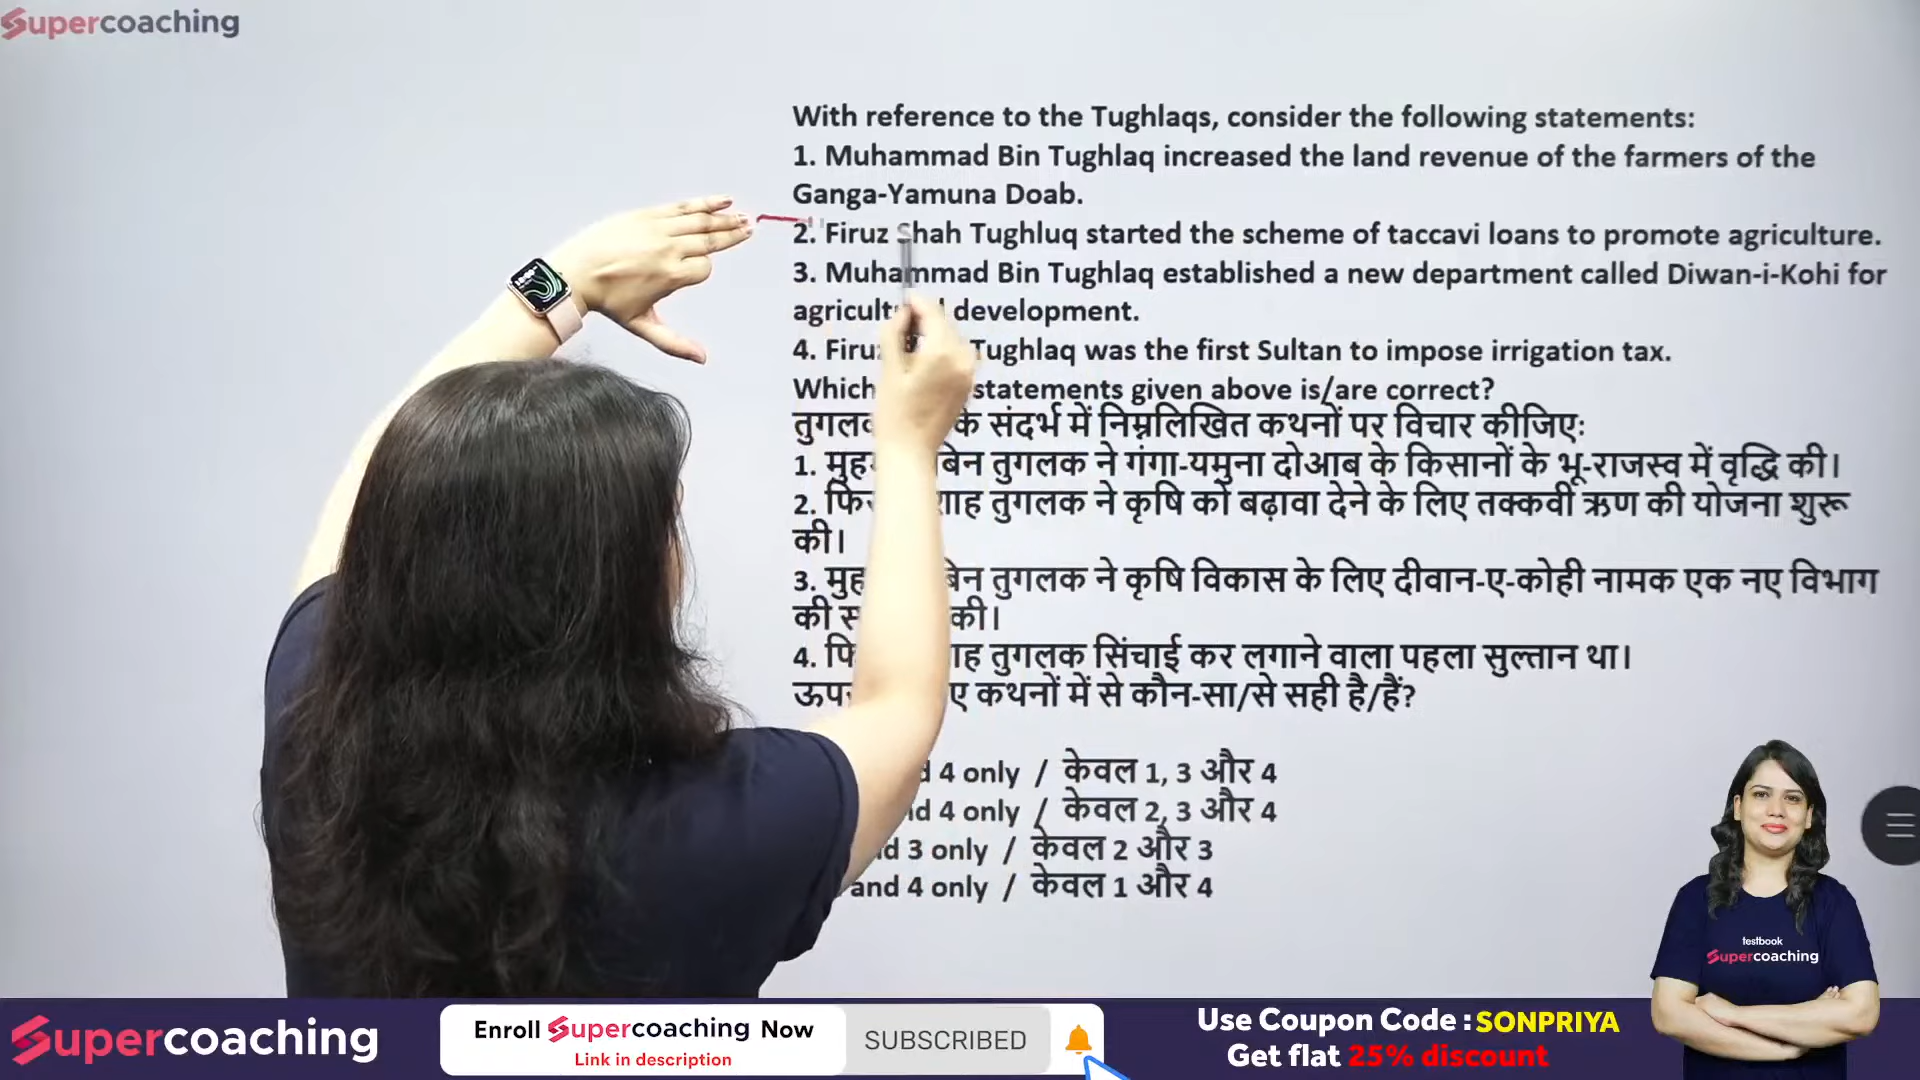 Supercoaching
With reference to the Tughlaqs, consider the following statements:
1. Muhammad Bin Tughlaq increased the land revenue of the farmers of the
Ganga-Yamuna Doab.
2. Firuz Shah Tughluq started the scheme of taccavi loans to promote agriculture.
3. Muhammad Bin Tughlaq established a new department called Diwan-i-Kohi for
development.
4. Tughlaq was the first Sultan to impose irrigation tax.
Which statements given above is/are correct?
के संदर्भ में निम्नलिखित कथनों पर विचार कीजिए:
1. बिन तुगलक ने गंगा-यमुना दोआब के किसानों के भू-राजस्व में वृद्धि की।
2. तुगलक ने कृषि को बढ़ावा देने के लिए तक्कवी ऋण की योजना शुरू
की।
3. तुगलक ने कृषि विकास के लिए दीवान-ए-कोही नामक एक नए विभाग
की की।
4. तुगलक सिंचाई कर लगाने वाला पहला सुल्तान था।
कथनों में से कौन-सा/से सही है/हैं?
4 only / केवल 1, 3 और 4
4 only / केवल 2, 3 और 4
3 only / केवल 2 और 3
and 4 only / केवल 1 और 4
testbook
Supercoaching
Supercoaching
Enroll Supercoaching Now
Link in description
SUBSCRIBED
Use Coupon Code : SONPRIYA
Get flat 25% discount